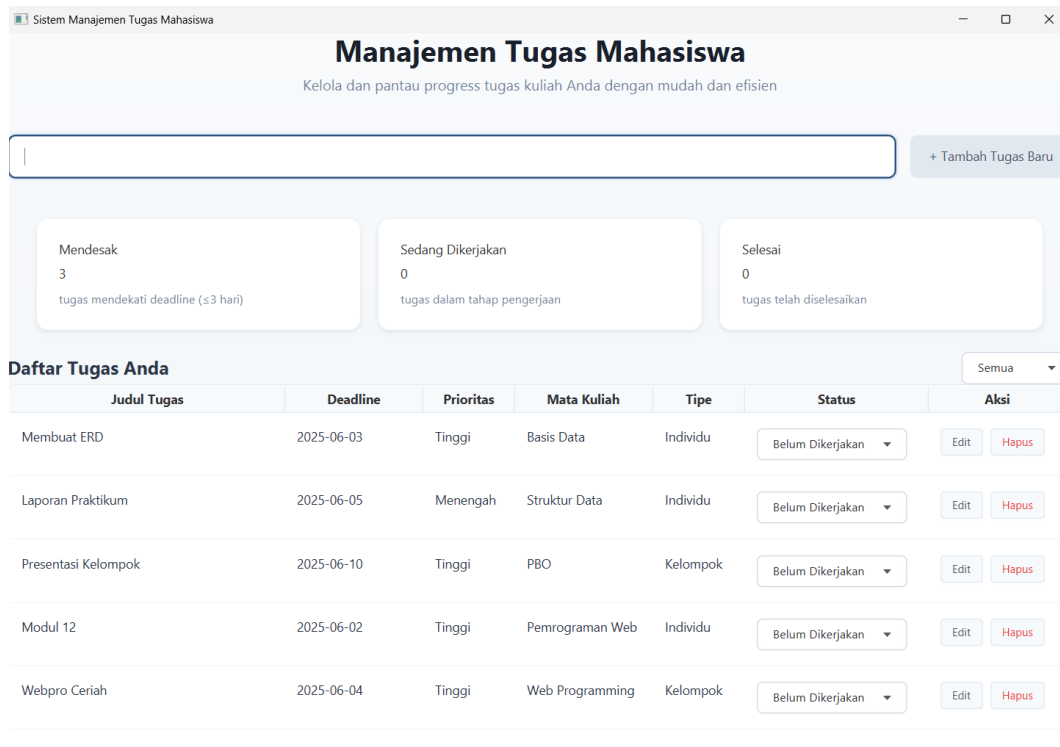 Sistem Manajemen Tugas Mahasiswa
Manajemen Tugas Mahasiswa
Kelola dan pantau progress tugas kuliah Anda dengan mudah dan efisien
+ Tambah Tugas Baru
Mendesak
3
tugas mendekati deadline (≤3 hari)
Sedang Dikerjakan
0
tugas dalam tahap pengerjaan
Selesai
0
tugas telah diselesaikan
Daftar Tugas Anda
Semua
Judul Tugas Deadline Prioritas Mata Kuliah Tipe Status Aksi
Membuat ERD 2025-06-03 Tinggi Basis Data Individu Belum Dikerjakan Edit Hapus
Laporan Praktikum 2025-06-05 Menengah Struktur Data Individu Belum Dikerjakan Edit Hapus
Presentasi Kelompok 2025-06-10 Tinggi PBO Kelompok Belum Dikerjakan Edit Hapus
Modul 12 2025-06-02 Tinggi Pemrograman Web Individu Belum Dikerjakan Edit Hapus
Webpro Ceriah 2025-06-04 Tinggi Web Programming Kelompok Belum Dikerjakan Edit Hapus